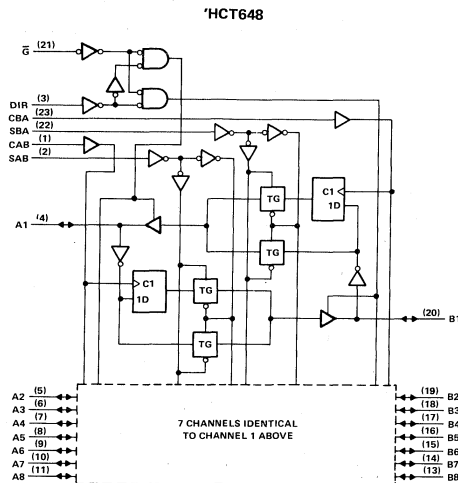 'HCT648
G̅ (21)
DIR (3)
CBA (23)
SBA (22)
CAB (1)
SAB (2)
TG
C1
1D
A1 (4)
TG
C1
1D
TG
TG
(20) B1
A2 (5)
A3 (6)
A4 (7)
A5 (8)
A6 (9)
A7 (10)
A8 (11)
7 CHANNELS IDENTICAL
TO CHANNEL 1 ABOVE
(19) B2
(18) B3
(17) B4
(16) B5
(15) B6
(14) B7
(13) B8